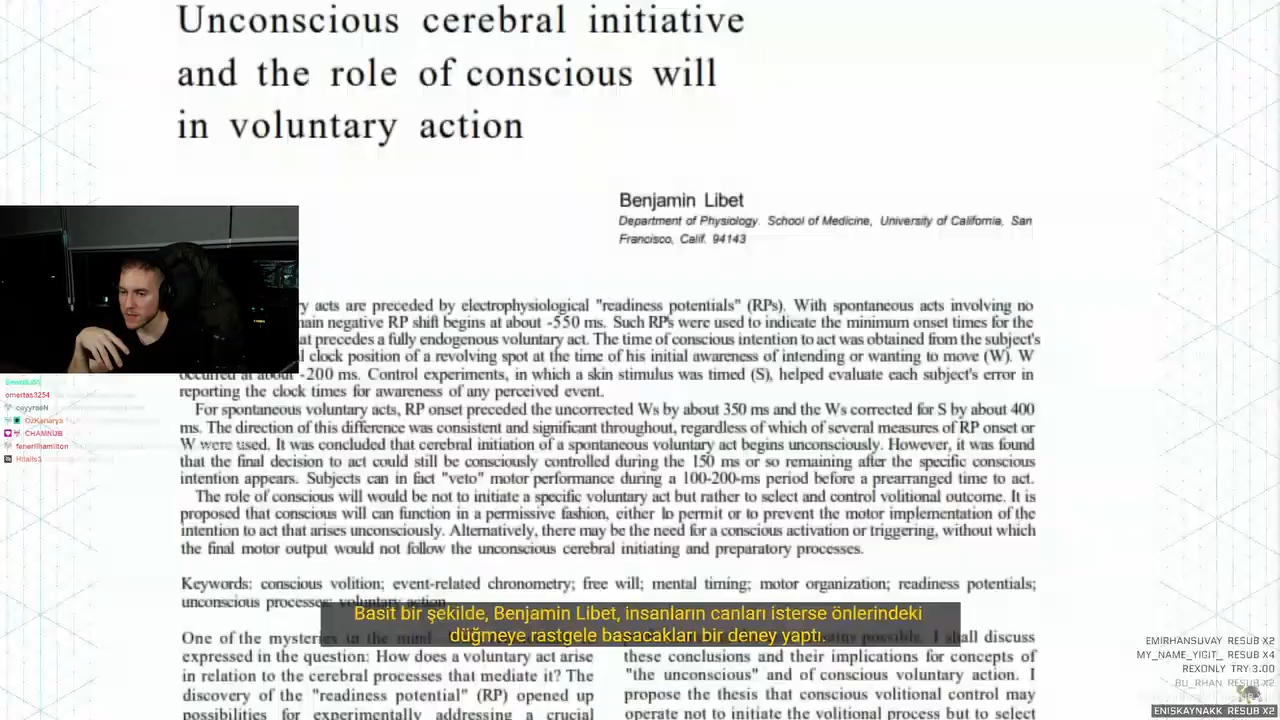 Unconscious cerebral initiative
and the role of conscious will
in voluntary action
Benjamin Libet
Department of Physiology. School of Medicine, University of California, San
Francisco, Calif. 94143
y acts are preceded by electrophysiological "readiness potentials" (RPs). With spontaneous acts involving no
ain negative RP shift begins at about -550 ms. Such RPs were used to indicate the minimum onset times for the
at precedes a fully endogenous voluntary act. The time of conscious intention to act was obtained from the subject's
l clock position of a revolving spot at the time of his initial awareness of intending or wanting to move (W). W
occurred at about -200 ms. Control experiments, in which a skin stimulus was timed (S), helped evaluate each subject's error in
reporting the clock times for awareness of any perceived event.
For spontaneous voluntary acts, RP onset preceded the uncorrected Ws by about 350 ms and the Ws corrected for S by about 400
ms. The direction of this difference was consistent and significant throughout, regardless of which of several measures of RP onset or
W were used. It was concluded that cerebral initiation of a spontaneous voluntary act begins unconsciously. However, it was found
that the final decision to act could still be consciously controlled during the 150 ms or so remaining after the specific conscious
intention appears. Subjects can in fact "veto" motor performance during a 100-200-ms period before a prearranged time to act.
The role of conscious will would be not to initiate a specific voluntary act but rather to select and control volitional outcome. It is
proposed that conscious will can function in a permissive fashion, either lo permit or to prevent the motor implementation of the
intention to act that arises unconsciously. Alternatively, there may be the need for a conscious activation or triggering, without which
the final motor output would not follow the unconscious cerebral initiating and preparatory processes.
Keywords: conscious volition; event-related chronometry; free will; mental timing; motor organization; readiness potentials;
unconscious processes; voluntary action
One of the mysteries in the mind
expressed in the question: How does a voluntary act arise
in relation to the cerebral processes that mediate it? The
discovery of the "readiness potential" (RP) opened up
possibilities for experimentally addressing a crucial
possible. I shall discuss
these conclusions and their implications for concepts of
"the unconscious" and of conscious voluntary action. I
propose the thesis that conscious volitional control may
operate not to initiate the volitional process but to select
Basit bir şekilde, Benjamin Libet, insanların canları isterse önlerindeki
düğmeye rastgele basacakları bir deney yaptı.
omertas3254
cayyraaN
OzKanarya
CHAMNUB
fenerlihamilton
EMIRHANSUVAY RESUB X2
MY_NAME_YIGIT_ RESUB X4
REXONLY TRY 3.00
BU_RHAN RESUB X2
ENISKAYNAKK RESUB X2